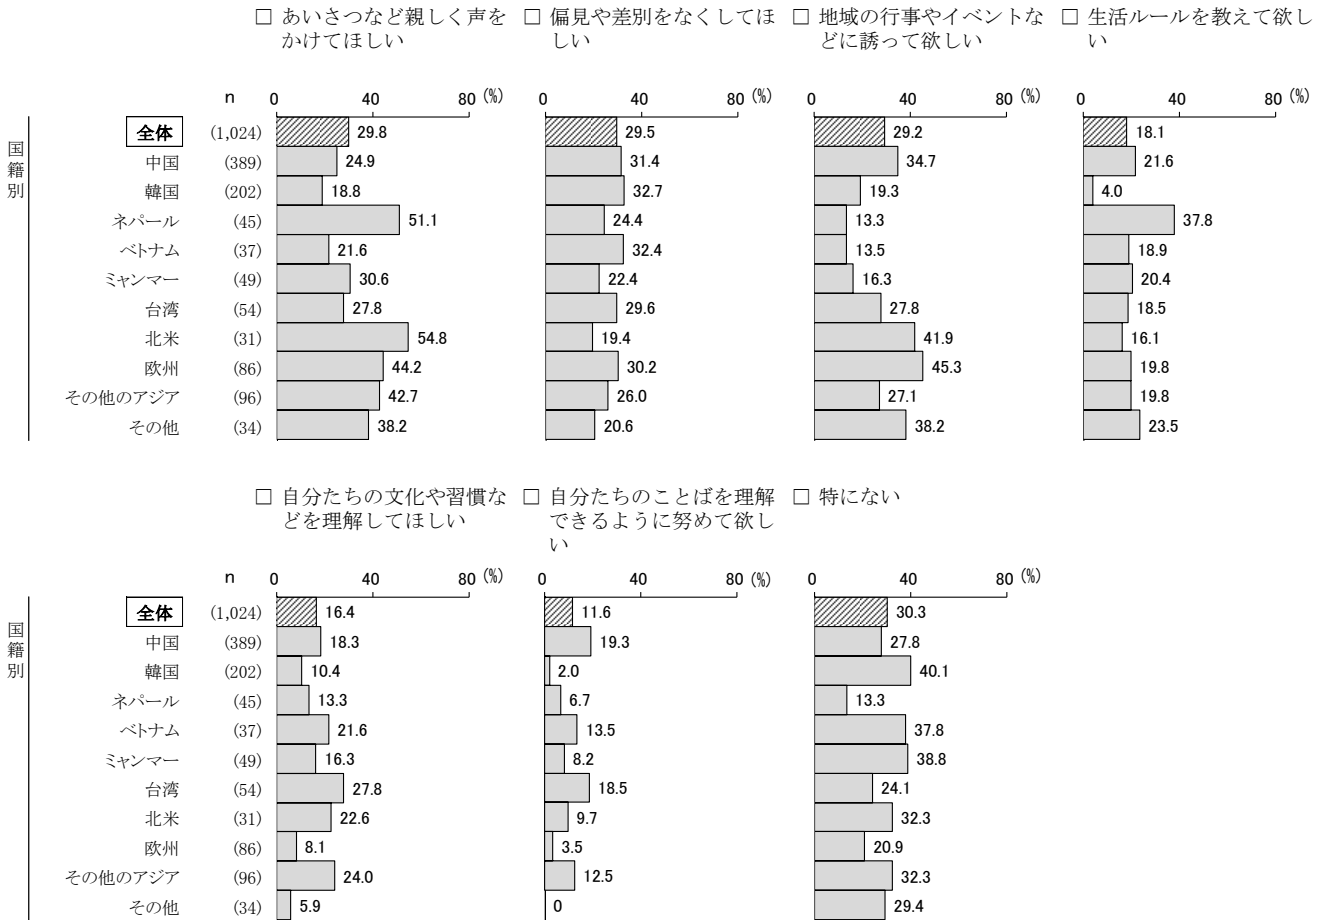 □ あいさつなど親しく声を □ 偏見や差別をなくしてほ □ 地域の行事やイベントな □ 生活ルールを教えて欲し
かけてほしい しい どに誘って欲しい い
n 0 40 80 (%) 0 40 80 (%) 0 40 80 (%) 0 40 80 (%)
国籍別
全体 (1,024) 29.8 29.5 29.2 18.1
中国 (389) 24.9 31.4 34.7 21.6
韓国 (202) 18.8 32.7 19.3 4.0
ネパール (45) 51.1 24.4 13.3 37.8
ベトナム (37) 21.6 32.4 13.5 18.9
ミャンマー (49) 30.6 22.4 16.3 20.4
台湾 (54) 27.8 29.6 27.8 18.5
北米 (31) 54.8 19.4 41.9 16.1
欧州 (86) 44.2 30.2 45.3 19.8
その他のアジア (96) 42.7 26.0 27.1 19.8
その他 (34) 38.2 20.6 38.2 23.5
□ 自分たちの文化や習慣な □ 自分たちのことばを理解 □ 特にない
どを理解してほしい できるように努めて欲し
い
n 0 40 80 (%) 0 40 80 (%) 0 40 80 (%)
国籍別
全体 (1,024) 16.4 11.6 30.3
中国 (389) 18.3 19.3 27.8
韓国 (202) 10.4 2.0 40.1
ネパール (45) 13.3 6.7 13.3
ベトナム (37) 21.6 13.5 37.8
ミャンマー (49) 16.3 8.2 38.8
台湾 (54) 27.8 18.5 24.1
北米 (31) 22.6 9.7 32.3
欧州 (86) 8.1 3.5 20.9
その他のアジア (96) 24.0 12.5 32.3
その他 (34) 5.9 0 29.4